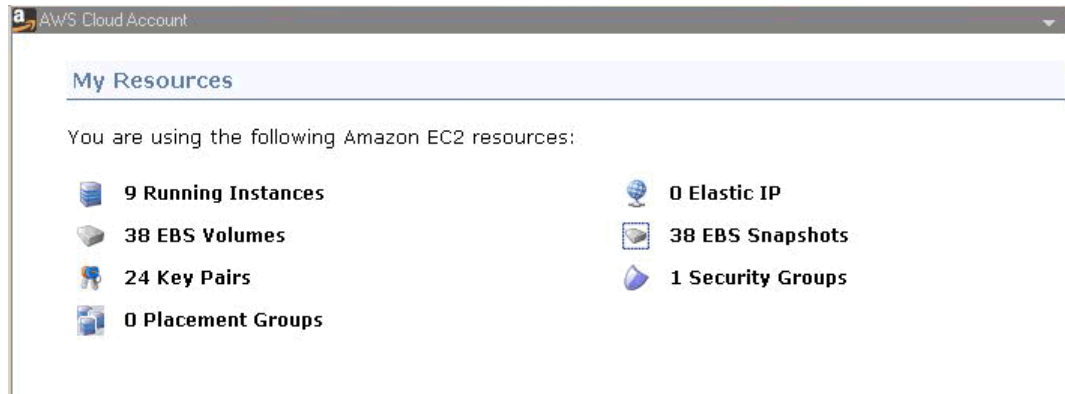 AWS Cloud Account
My Resources
You are using the following Amazon EC2 resources:
9 Running Instances
0 Elastic IP
38 EBS Volumes
38 EBS Snapshots
24 Key Pairs
1 Security Groups
0 Placement Groups